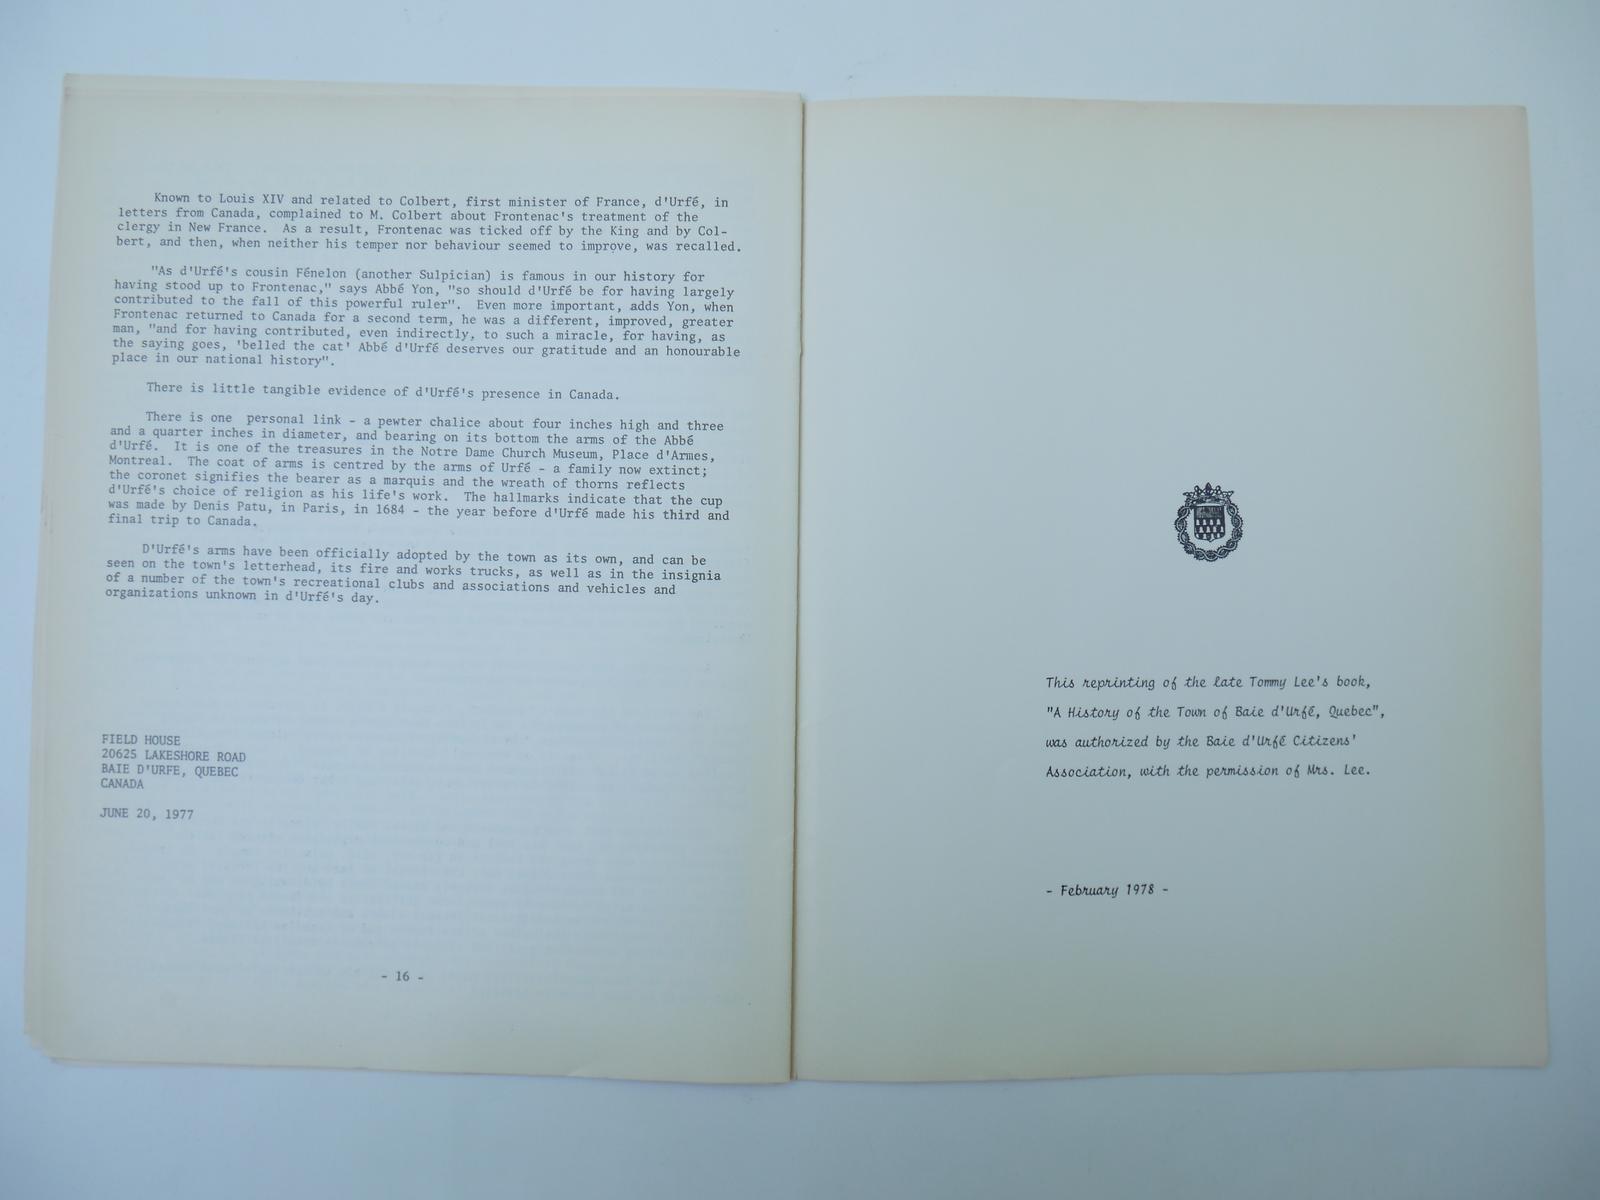 Known to Louis XIV and related to Colbert, first minister of France, d'Urfé, in
letters from Canada, complained to M. Colbert about Frontenac's treatment of the
clergy in New France. As a result, Frontenac was ticked off by the King and by Col-
bert, and then, when neither his temper nor behaviour seemed to improve, was recalled.
"As d'Urfé's cousin Fénelon (another Sulpician) is famous in our history for
having stood up to Frontenac," says Abbé Yon, "so should d'Urfé be for having largely
contributed to the fall of this powerful ruler". Even more important, adds Yon, when
Frontenac returned to Canada for a second term, he was a different, improved, greater
man, "and for having contributed, even indirectly, to such a miracle, for having, as
the saying goes, 'belled the cat' Abbé d'Urfé deserves our gratitude and an honourable
place in our national history".
There is little tangible evidence of d'Urfé's presence in Canada.
There is one personal link - a pewter chalice about four inches high and three
and a quarter inches in diameter, and bearing on its bottom the arms of the Abbé
d'Urfé. It is one of the treasures in the Notre Dame Church Museum, Place d'Armes,
Montreal. The coat of arms is centred by the arms of Urfé - a family now extinct;
the coronet signifies the bearer as a marquis and the wreath of thorns reflects
d'Urfé's choice of religion as his life's work. The hallmarks indicate that the cup
was made by Denis Patu, in Paris, in 1684 - the year before d'Urfé made his third and
final trip to Canada.
D'Urfé's arms have been officially adopted by the town as its own, and can be
seen on the town's letterhead, its fire and works trucks, as well as in the insignia
of a number of the town's recreational clubs and associations and vehicles and
organizations unknown in d'Urfé's day.
FIELD HOUSE
20625 LAKESHORE ROAD
BAIE D'URFE, QUEBEC
CANADA
JUNE 20, 1977
- 16 -
This reprinting of the late Tommy Lee's book,
"A History of the Town of Baie d'Urfé, Quebec",
was authorized by the Baie d'Urfé Citizens'
Association, with the permission of Mrs. Lee.
- February 1978 -